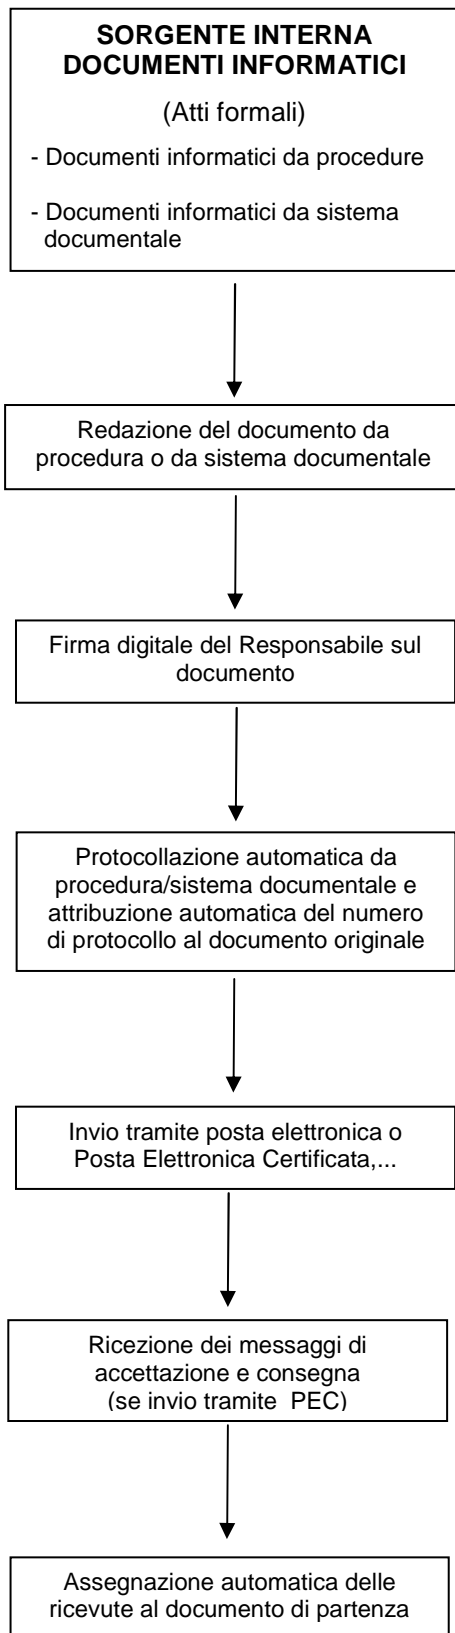 SORGENTE INTERNA
DOCUMENTI INFORMATICI
(Atti formali)
- Documenti informatici da procedure
- Documenti informatici da sistema
documentale
Redazione del documento da
procedura o da sistema documentale
Firma digitale del Responsabile sul
documento
Protocollazione automatica da
procedura/sistema documentale e
attribuzione automatica del numero
di protocollo al documento originale
Invio tramite posta elettronica o
Posta Elettronica Certificata,...
Ricezione dei messaggi di
accettazione e consegna
(se invio tramite PEC)
Assegnazione automatica delle
ricevute al documento di partenza